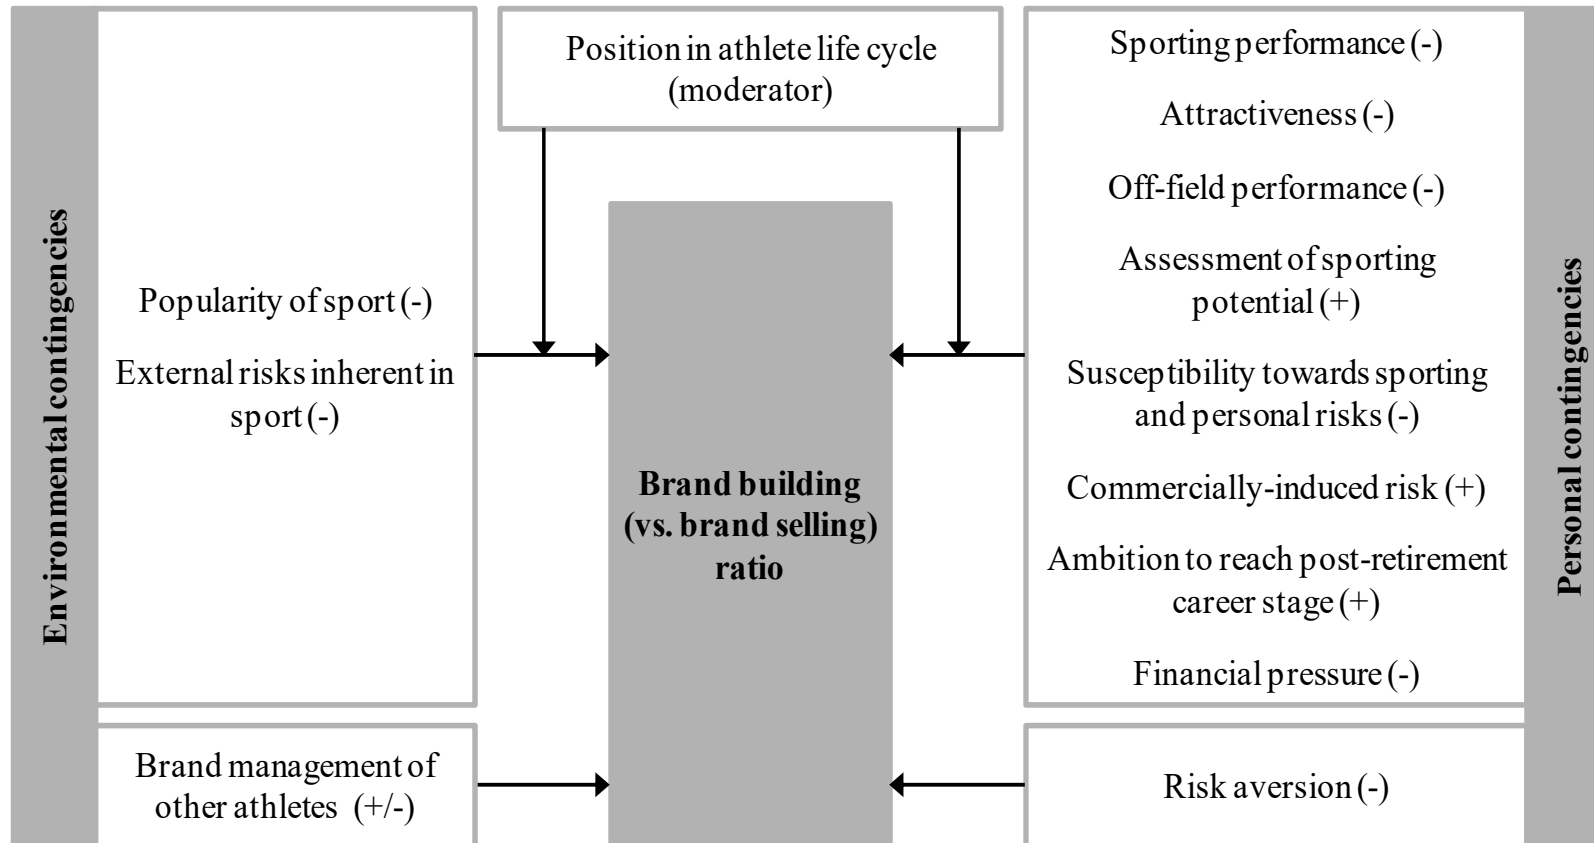 Environmental contingencies
Popularity of sport (-)
External risks inherent in
sport (-)
Brand management of
other athletes (+/-)
Position in athlete life cycle
(moderator)
Brand building
(vs. brand selling)
ratio
Sporting performance (-)
Attractiveness (-)
Off-field performance (-)
Assessment of sporting
potential (+)
Susceptibility towards sporting
and personal risks (-)
Commercially-induced risk (+)
Ambition to reach post-retirement
career stage (+)
Financial pressure (-)
Risk aversion (-)
Personal contingencies